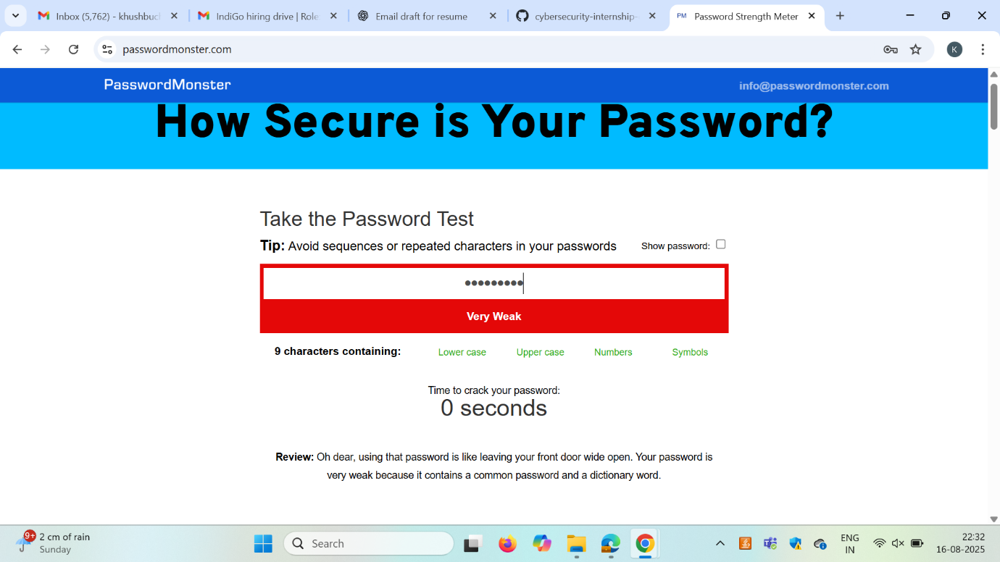 Inbox (5,762) - khushbuc
IndiGo hiring drive | Role
Email draft for resume
cybersecurity-internship-
PM Password Strength Meter
passwordmonster.com
K
PasswordMonster
info@passwordmonster.com
How Secure is Your Password?
Take the Password Test
Tip: Avoid sequences or repeated characters in your passwords
Show password:
•••••••••
Very Weak
9 characters containing: Lower case Upper case Numbers Symbols
Time to crack your password:
0 seconds
Review: Oh dear, using that password is like leaving your front door wide open. Your password is
very weak because it contains a common password and a dictionary word.
9+
2 cm of rain
Sunday
Search
ENG
IN
22:32
16-08-2025